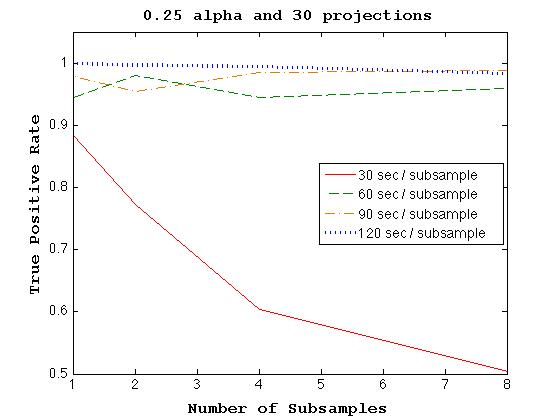 0.25 alpha and 30 projections
1
0.9
0.8
0.7
0.6
0.5
True Positive Rate
30 sec / subsample
60 sec / subsample
90 sec / subsample
120 sec / subsample
1 2 3 4 5 6 7 8
Number of Subsamples